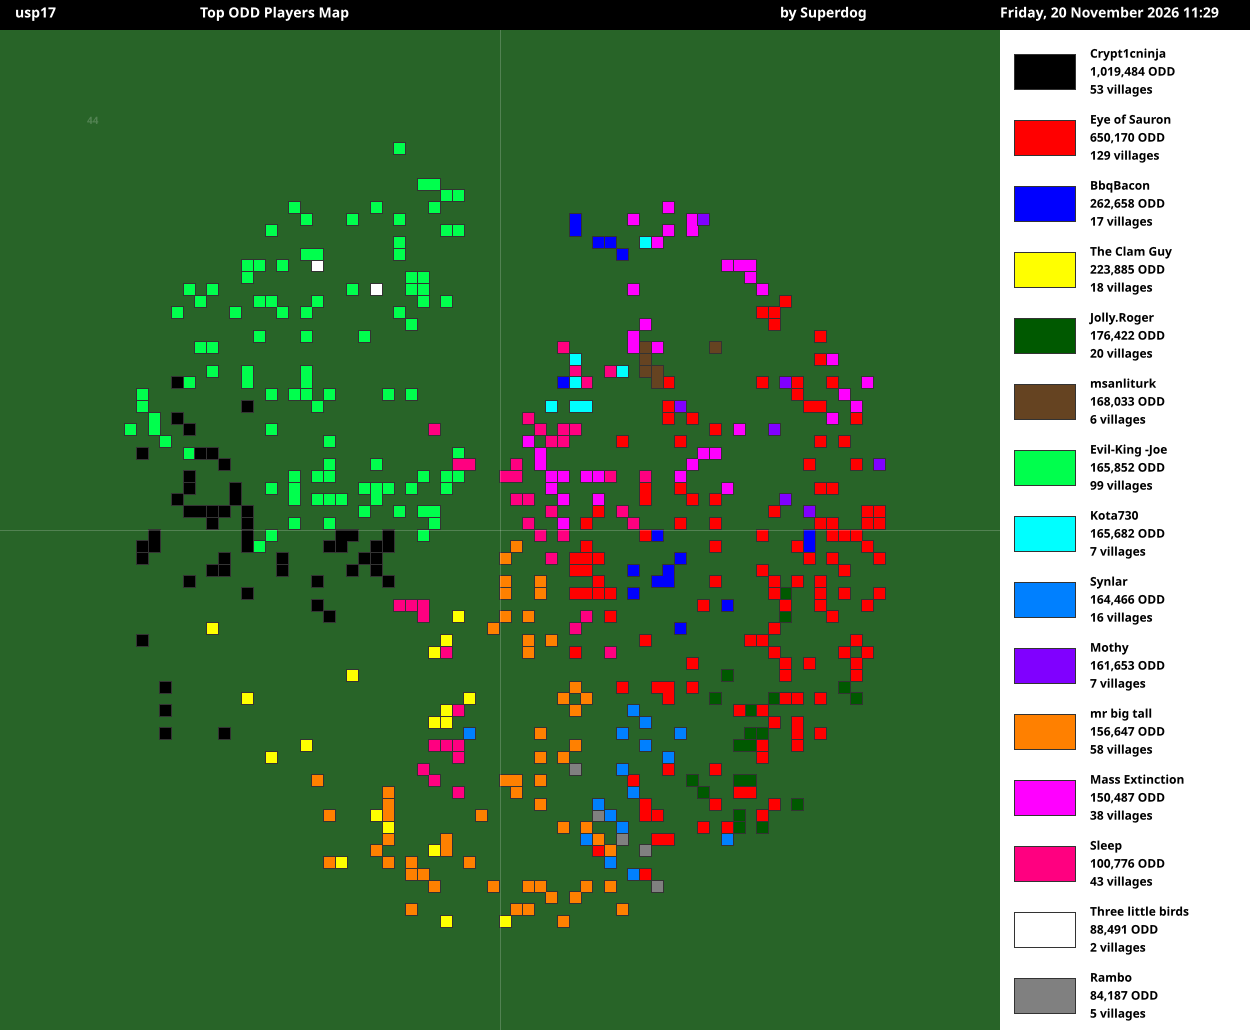 usp17 Top ODD Players Map by Superdog Friday, 20 November 2026 11:29
44
Crypt1cninja
1,019,484 ODD
53 villages
Eye of Sauron
650,170 ODD
129 villages
BbqBacon
262,658 ODD
17 villages
The Clam Guy
223,885 ODD
18 villages
Jolly.Roger
176,422 ODD
20 villages
msanliturk
168,033 ODD
6 villages
Evil-King -Joe
165,852 ODD
99 villages
Kota730
165,682 ODD
7 villages
Synlar
164,466 ODD
16 villages
Mothy
161,653 ODD
7 villages
mr big tall
156,647 ODD
58 villages
Mass Extinction
150,487 ODD
38 villages
Sleep
100,776 ODD
43 villages
Three little birds
88,491 ODD
2 villages
Rambo
84,187 ODD
5 villages